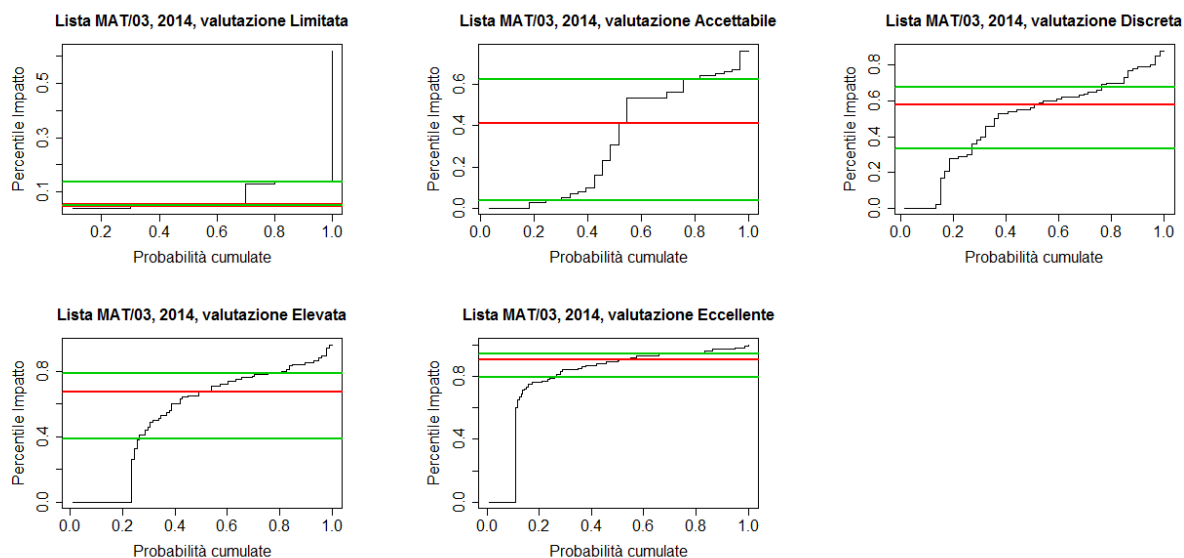 Lista MAT/03, 2014, valutazione Limitata
Percentile Impatto
0.1 0.3 0.5
0.2 0.4 0.6 0.8 1.0
Probabilità cumulate
Lista MAT/03, 2014, valutazione Accettabile
Percentile Impatto
0.0 0.2 0.4 0.6
0.0 0.2 0.4 0.6 0.8 1.0
Probabilità cumulate
Lista MAT/03, 2014, valutazione Discreta
Percentile Impatto
0.0 0.2 0.4 0.6 0.8
0.0 0.2 0.4 0.6 0.8 1.0
Probabilità cumulate
Lista MAT/03, 2014, valutazione Elevata
Percentile Impatto
0.0 0.4 0.8
0.0 0.2 0.4 0.6 0.8 1.0
Probabilità cumulate
Lista MAT/03, 2014, valutazione Eccellente
Percentile Impatto
0.0 0.4 0.8
0.0 0.2 0.4 0.6 0.8 1.0
Probabilità cumulate